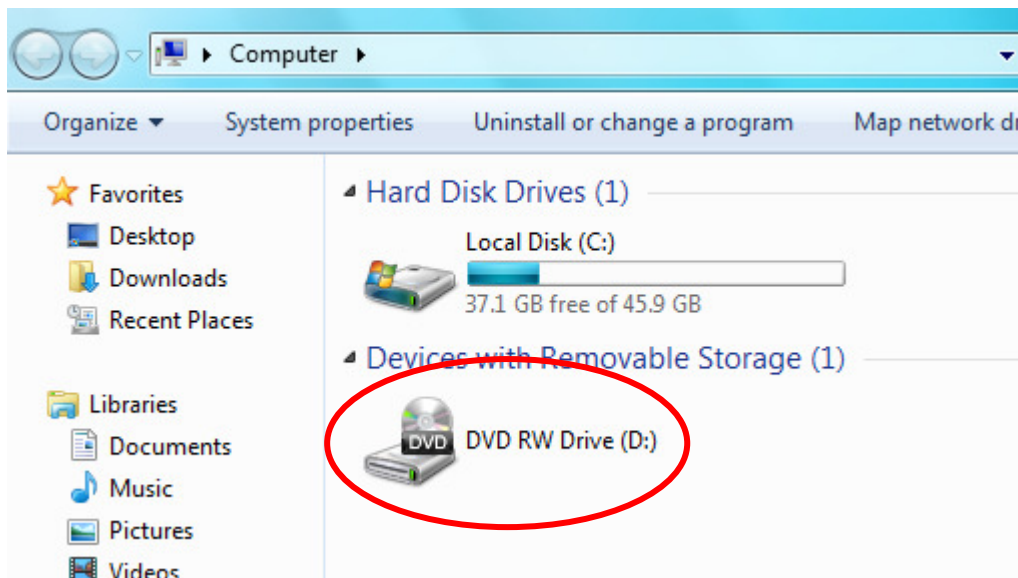 Computer
Organize
System properties
Uninstall or change a program
Map network
Favorites
Desktop
Downloads
Recent Places
Libraries
Documents
Music
Pictures
Videos
Hard Disk Drives (1)
Local Disk (C:)
37.1 GB free of 45.9 GB
Devices with Removable Storage (1)
DVD
DVD RW Drive (D:)